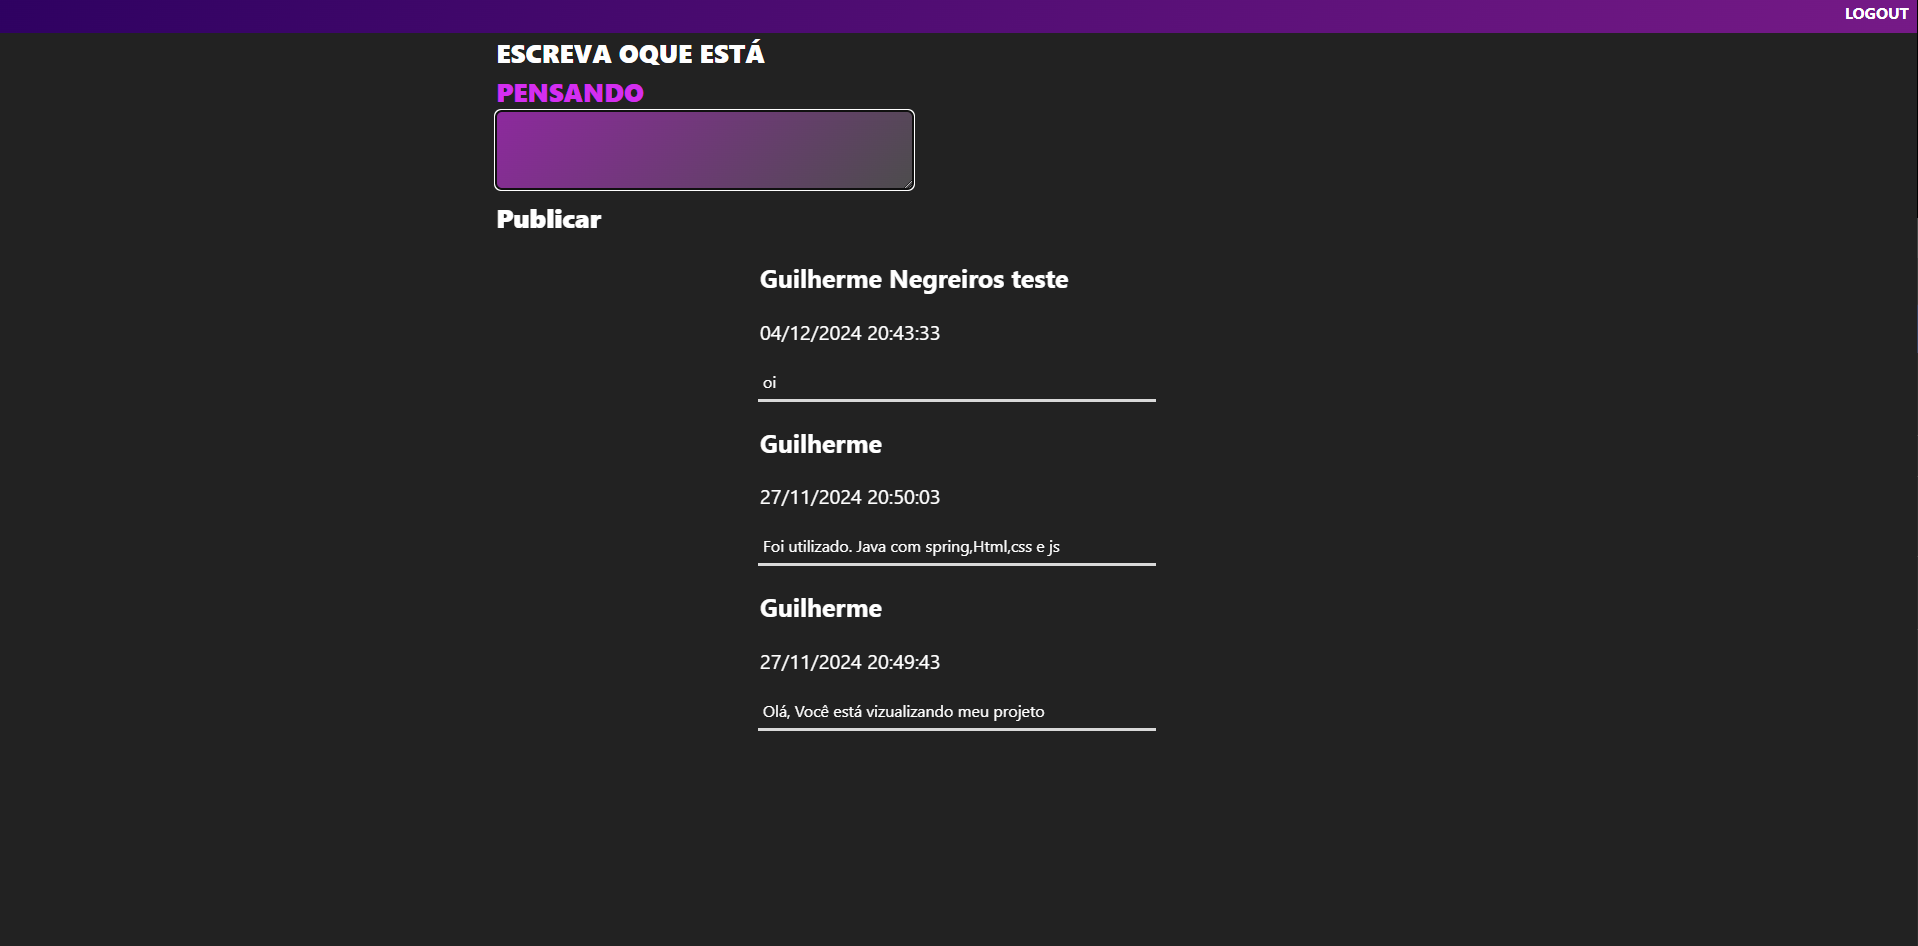 LOGOUT
ESCREVA OQUE ESTÁ
PENSANDO
Publicar
Guilherme Negreiros teste
04/12/2024 20:43:33
oi
Guilherme
27/11/2024 20:50:03
Foi utilizado. Java com spring,Html,css e js
Guilherme
27/11/2024 20:49:43
Olá, Você está vizualizando meu projeto